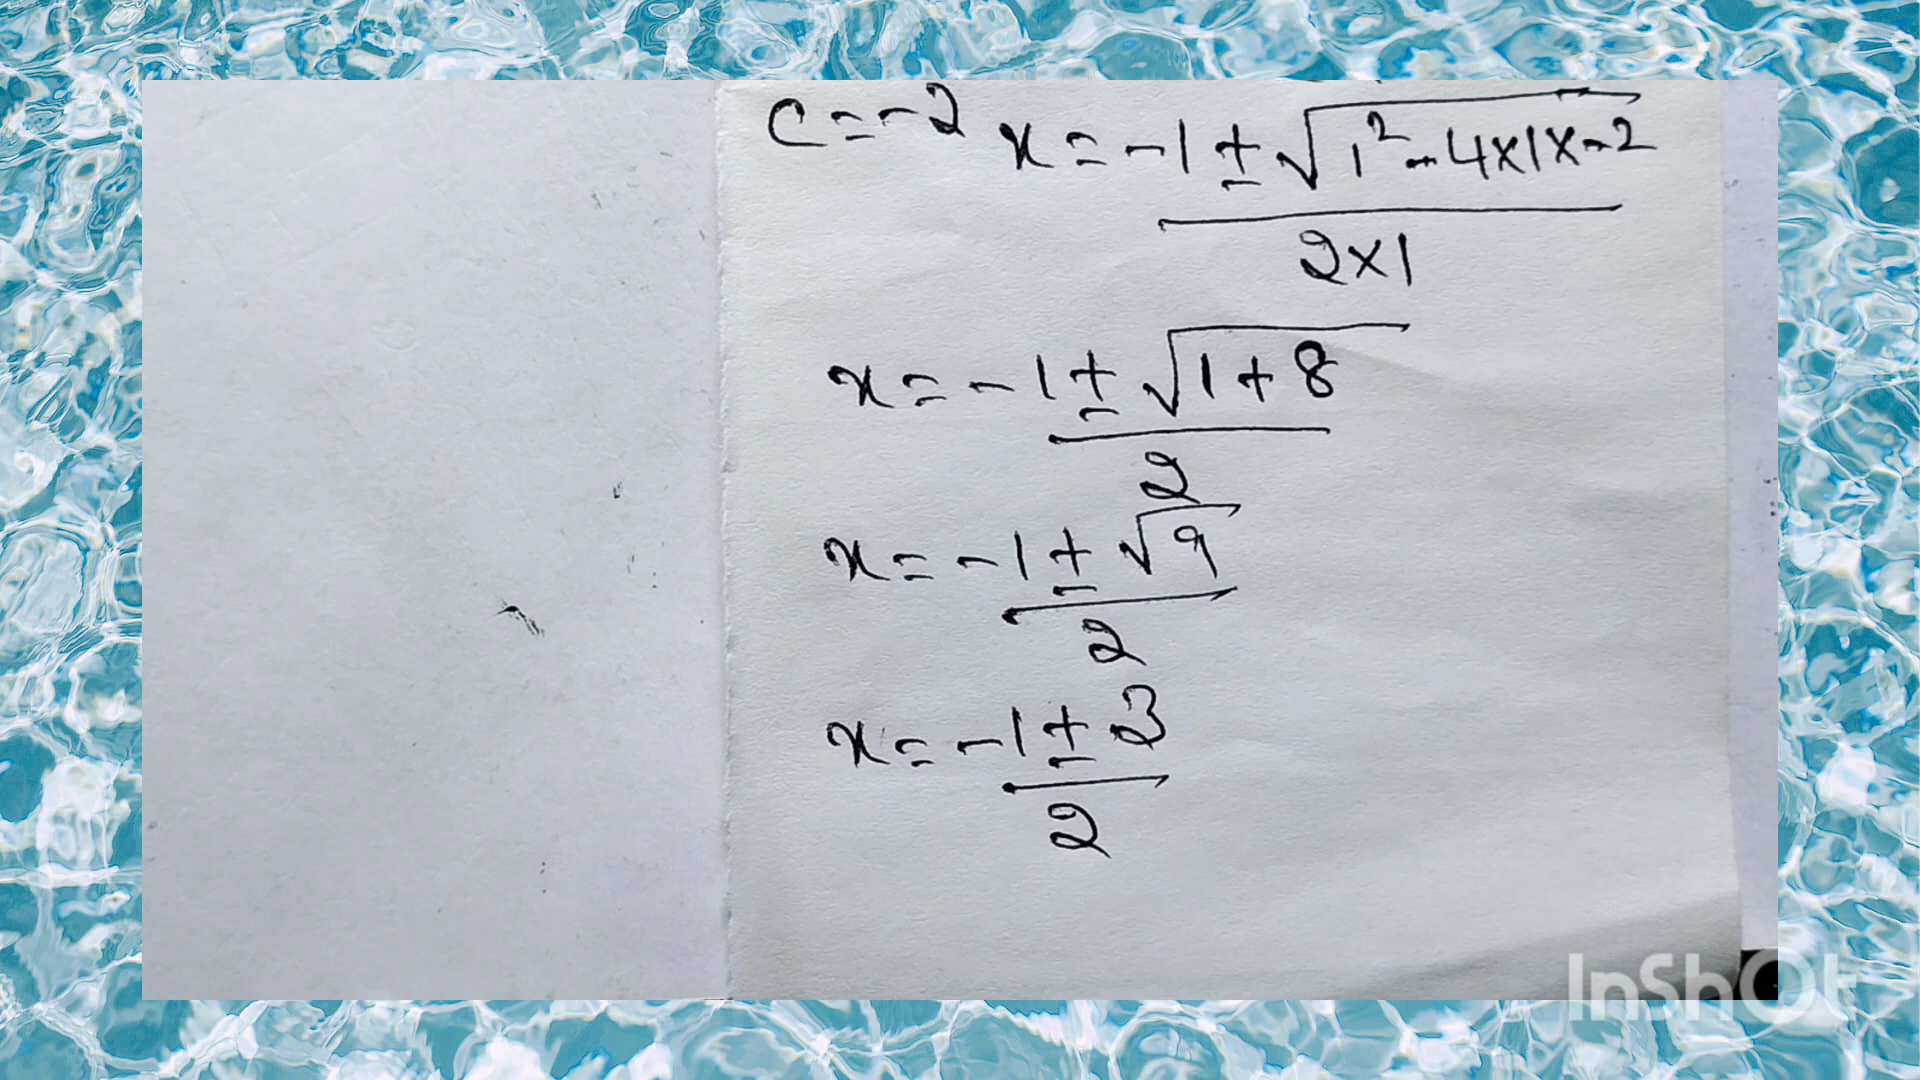 c = -2 x = -1 ± √1² - 4x1x-2
2x1
x = -1 ± √1+8
2
x = -1 ± √9
2
x = -1 ± 3
2
InShOt